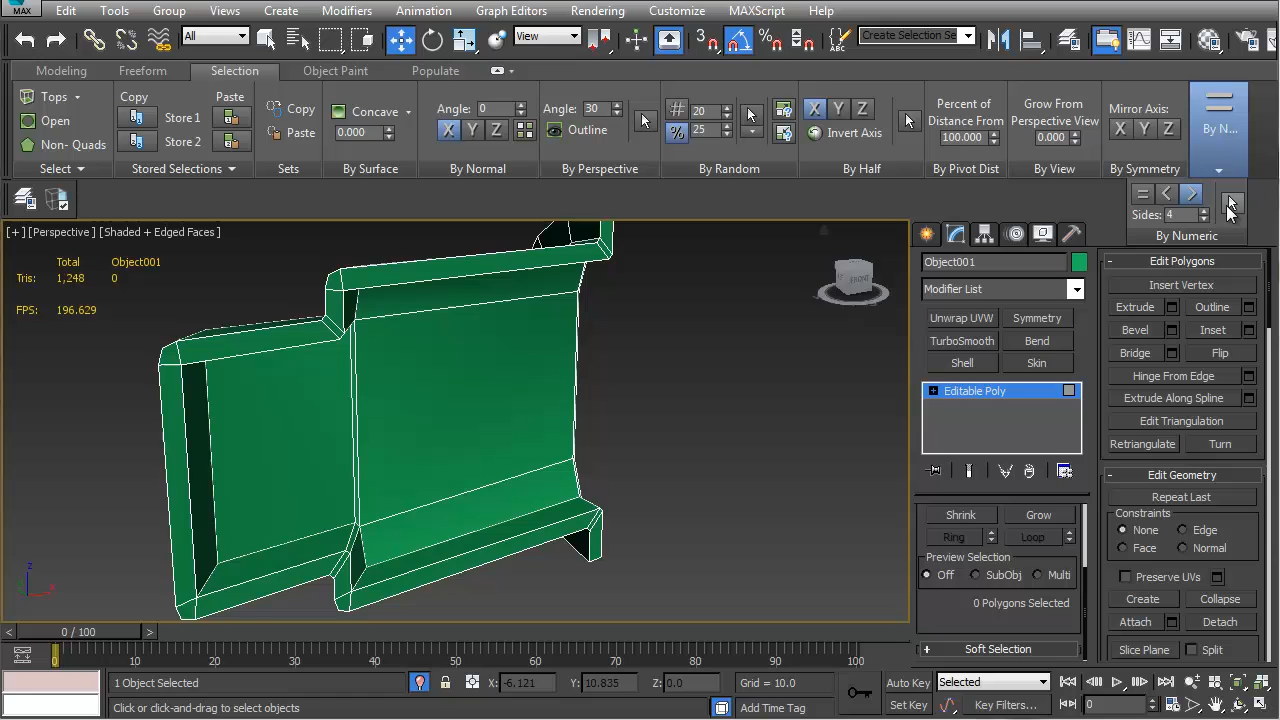 MAX Edit Tools Group Views Create Modifiers Animation Graph Editors Rendering Customize MAXScript Help
All View 3 ABC Create Selection Se
Modeling Freeform Selection Object Paint Populate
Tops Copy Paste Copy Concave Angle: 0 Angle: 30 # 20 X Y Z Percent of Grow From Mirror Axis:
Open Store 1 Paste 0.000 X Y Z Outline % 25 Invert Axis Distance From Perspective View X Y Z By N...
Non- Quads Store 2 100.000 0.000
Select Stored Selections Sets By Surface By Normal By Perspective By Random By Half By Pivot Dist By View By Symmetry
= < >
Sides: 4
By Numeric
[ + ] [ Perspective ] [ Shaded + Edged Faces ]
Total Object001
Tris: 1,248 0
FPS: 196.629
FRONT
z
x
Object001
Modifier List
Unwrap UVW Symmetry
TurboSmooth Bend
Shell Skin
Editable Poly
Shrink Grow
Ring Loop
Preview Selection
Off SubObj Multi
0 Polygons Selected
+ Soft Selection
- Edit Polygons
Insert Vertex
Extrude Outline
Bevel Inset
Bridge Flip
Hinge From Edge
Extrude Along Spline
Edit Triangulation
Retriangulate Turn
- Edit Geometry
Repeat Last
Constraints
None Edge
Face Normal
Preserve UVs
Create Collapse
Attach Detach
Slice Plane Split
< 0 / 100 >
0 10 20 30 40 50 60 70 80 90 100
1 Object Selected X: -6.121 Y: 10.835 Z: 0.0 Grid = 10.0 Auto Key Selected
Click or click-and-drag to select objects Add Time Tag Set Key Key Filters... 0